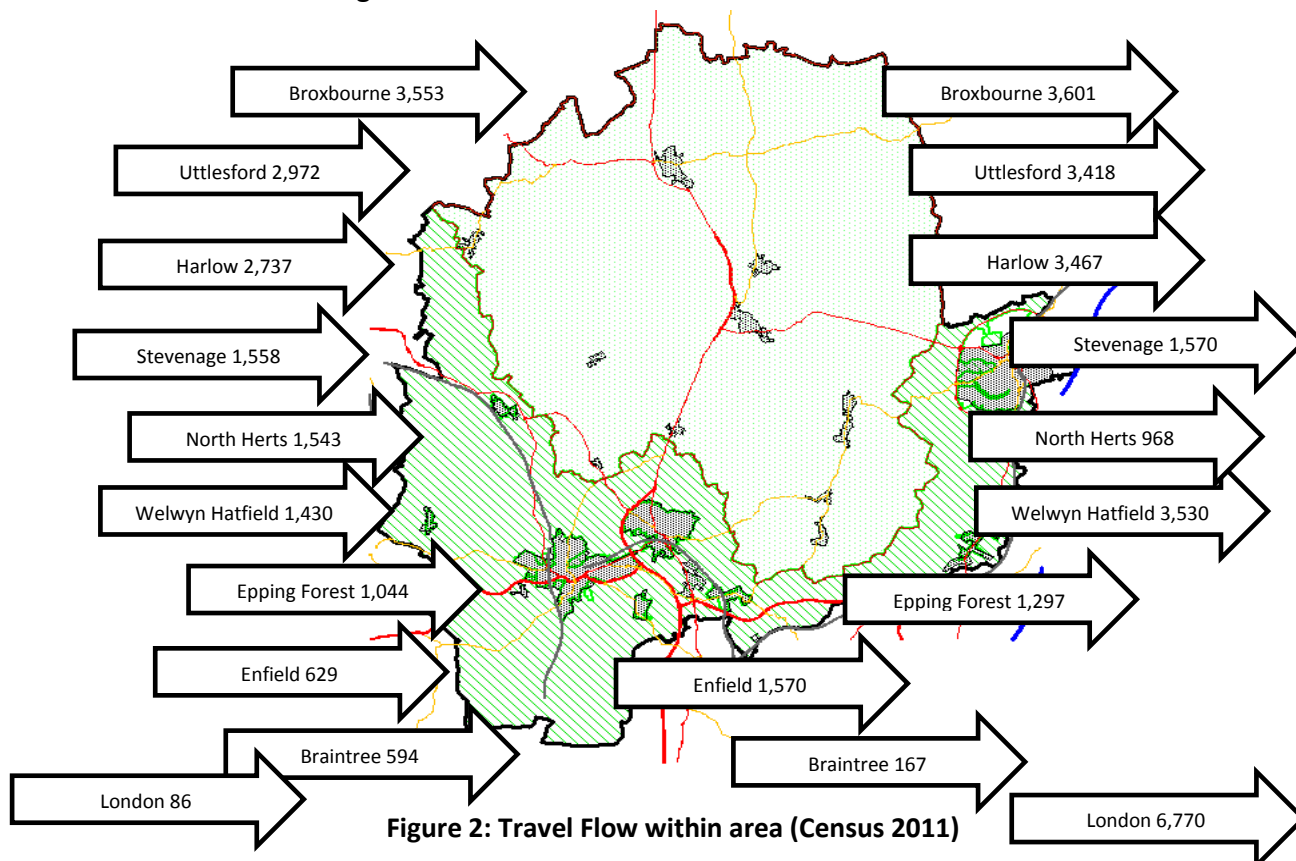 Broxbourne 3,553
Broxbourne 3,601
Uttlesford 2,972
Uttlesford 3,418
Harlow 2,737
Harlow 3,467
Stevenage 1,558
Stevenage 1,570
North Herts 1,543
North Herts 968
Welwyn Hatfield 1,430
Welwyn Hatfield 3,530
Epping Forest 1,044
Epping Forest 1,297
Enfield 629
Enfield 1,570
Braintree 594
Braintree 167
London 86
London 6,770
Figure 2: Travel Flow within area (Census 2011)